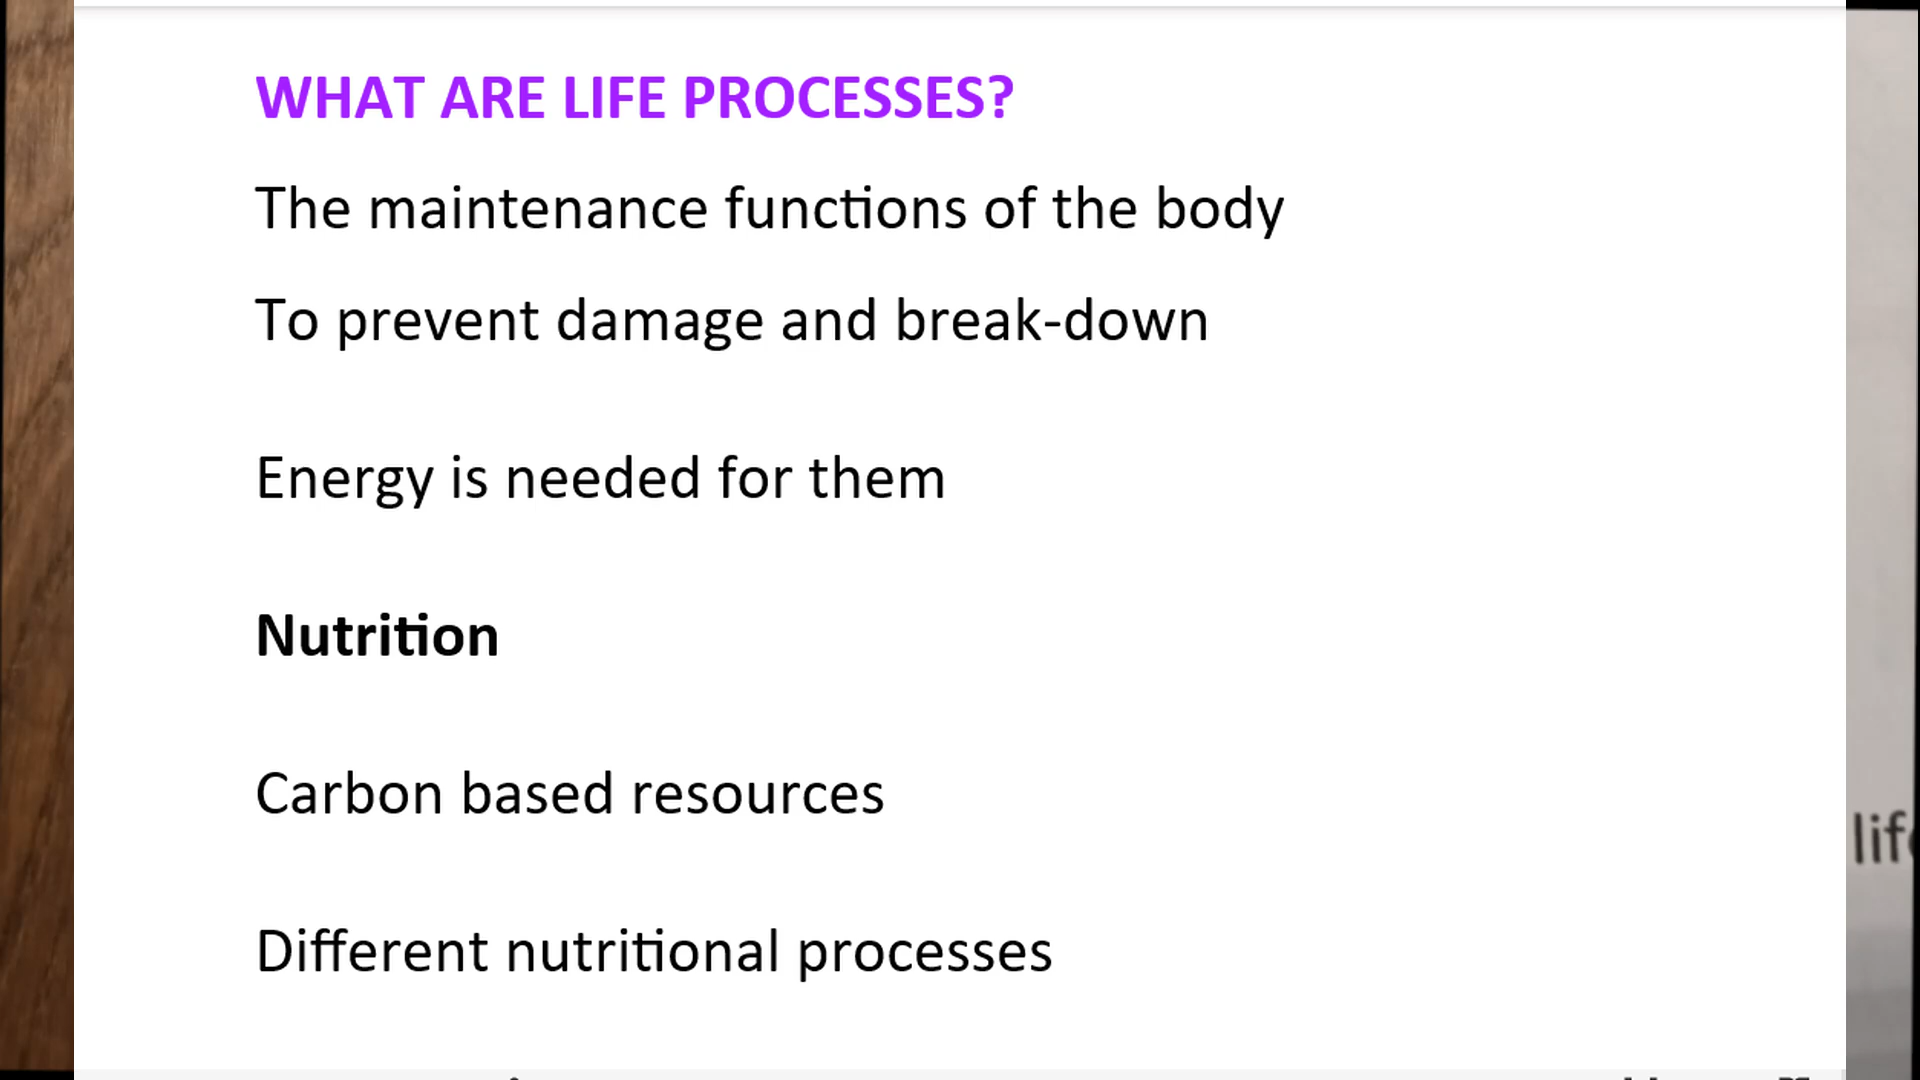 WHAT ARE LIFE PROCESSES?
The maintenance functions of the body
To prevent damage and break-down
Energy is needed for them
Nutrition
Carbon based resources
Different nutritional processes